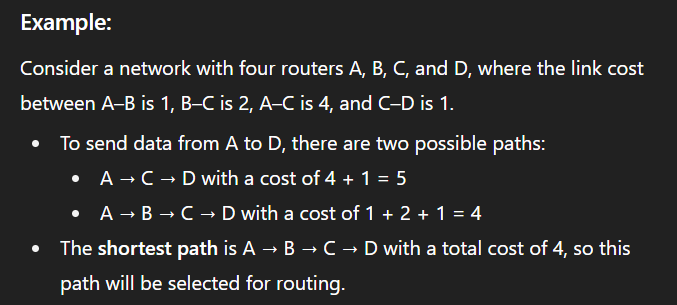 Example:
Consider a network with four routers A, B, C, and D, where the link cost
between A–B is 1, B–C is 2, A–C is 4, and C–D is 1.
• To send data from A to D, there are two possible paths:
• A → C → D with a cost of 4 + 1 = 5
• A → B → C → D with a cost of 1 + 2 + 1 = 4
• The shortest path is A → B → C → D with a total cost of 4, so this
path will be selected for routing.